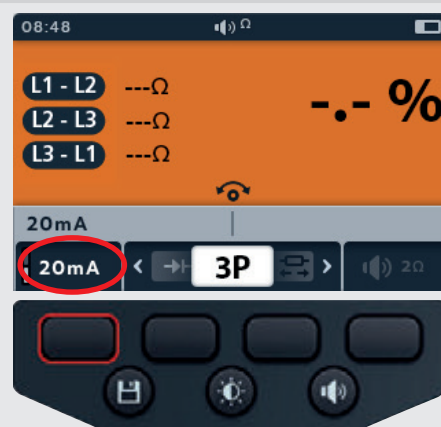 08:48 Ω
L1 - L2 ---Ω -.- %
L2 - L3 ---Ω
L3 - L1 ---Ω
20mA
20mA < 3P > 2Ω